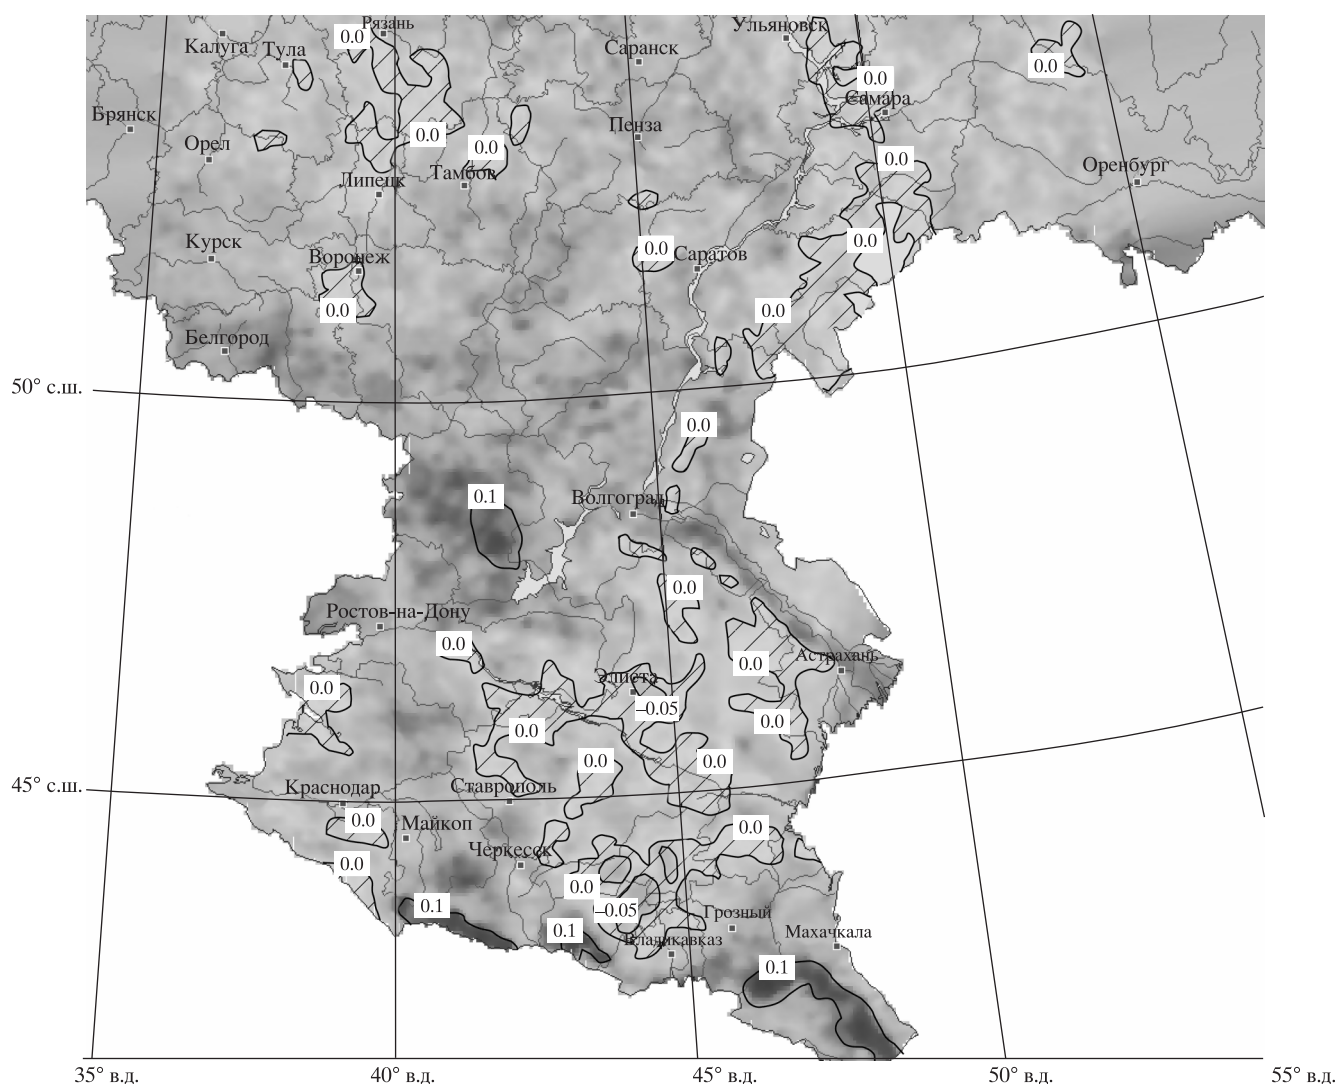 Рязань
0.0
Ульяновск
Калуга
Тула
Саранск
0.0
0.0
Самара
Брянск
Пенза
0.0
Орел
0.0
0.0
Оренбург
Липецк
Тамбов
Курск
0.0
0.0
Воронеж
Саратов
0.0
0.0
Белгород
50° с.ш.
0.0
0.1
Волгоград
0.0
Ростов-на-Дону
0.0
0.0
Астрахань
0.0
Элиста
–0.05
0.0
0.0
0.0
0.0
45° с.ш.
Краснодар
Ставрополь
0.0
Майкоп
0.0
Черкесск
0.0
0.0
0.1
–0.05
Грозный
0.1
Владикавказ
Махачкала
0.1
35° в.д.
40° в.д.
45° в.д.
50° в.д.
55° в.д.